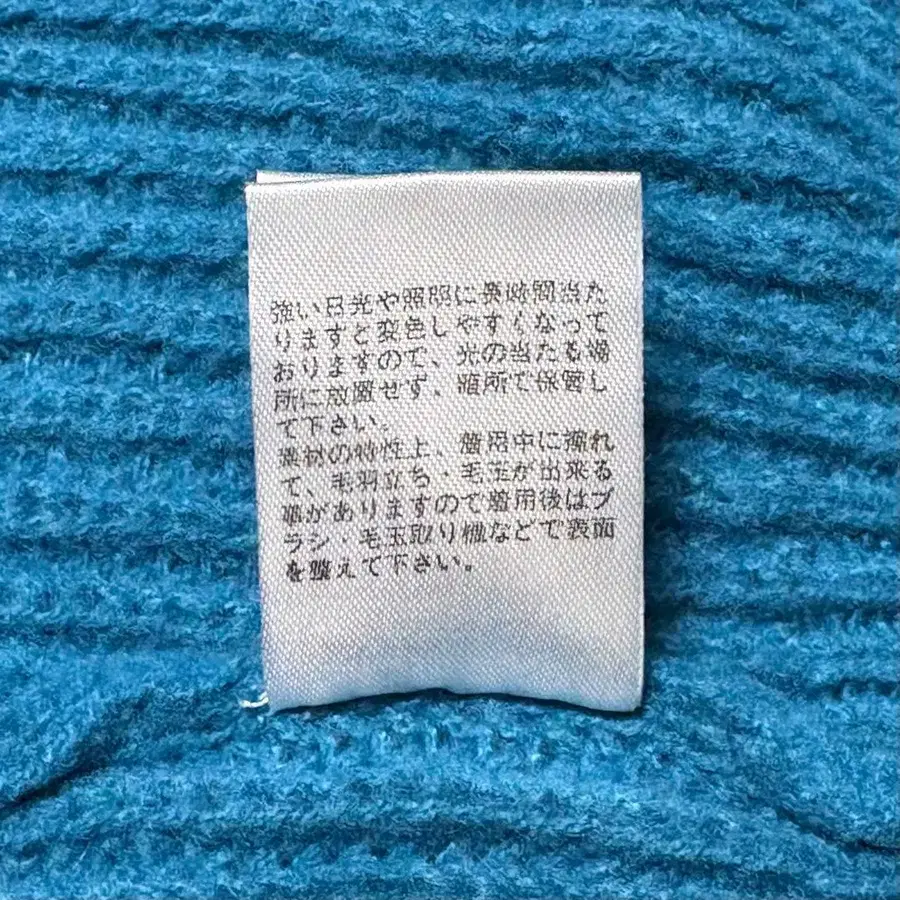 強い日光や照明に長時間当た
りますと変色しやすくなって
おりますので、光の当たる場
所に放置せず、暗所で保管し
て下さい。
素材の特性上、着用中に擦れ
て、毛羽立ち・毛玉が出来る
事がありますので着用後はブ
ラシ・毛玉取り機などで表面
を整えて下さい。